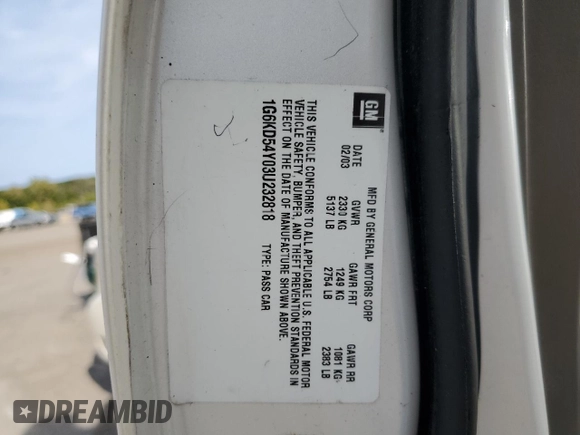 GM
MFD BY GENERAL MOTORS CORP
DATE GVWR GAWR FRT GAWR RR
02/03 2330 KG 1249 KG 1081 KG
5137 LB 2754 LB 2383 LB
THIS VEHICLE CONFORMS TO ALL APPLICABLE U.S. FEDERAL MOTOR
VEHICLE SAFETY, BUMPER, AND THEFT PREVENTION STANDARDS IN
EFFECT ON THE DATE OF MANUFACTURE SHOWN ABOVE.
1G6KD54Y03U232818 TYPE: PASS CAR
DREAMBID